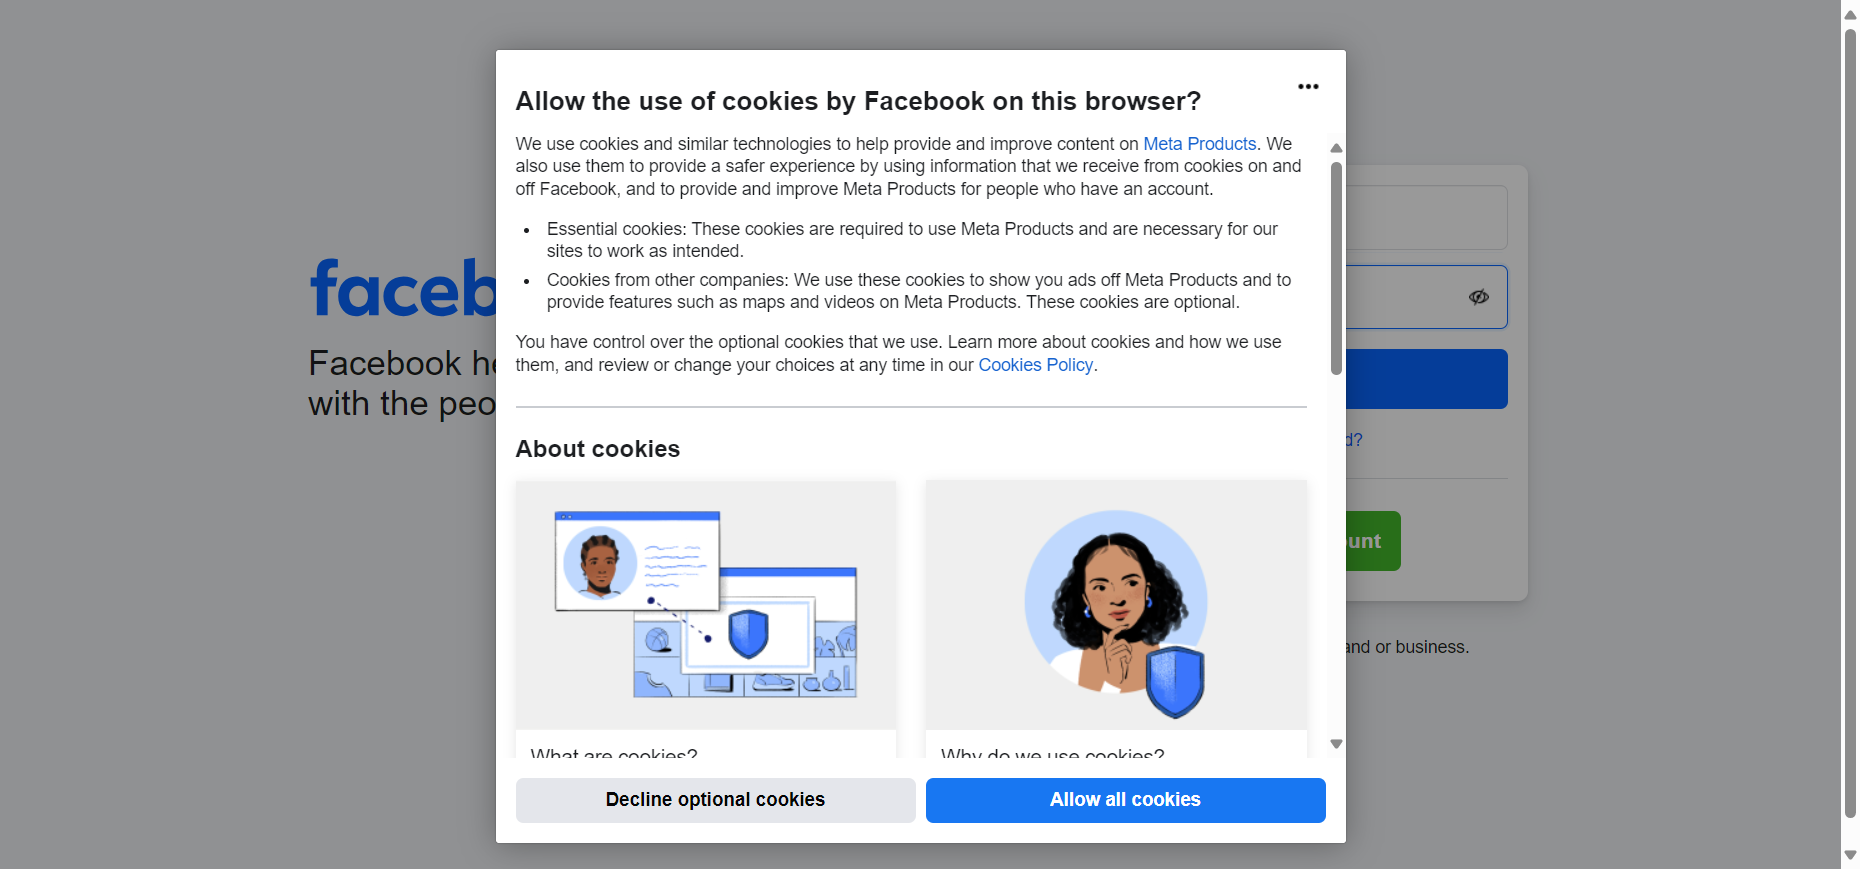 Allow the use of cookies by Facebook on this browser?
We use cookies and similar technologies to help provide and improve content on Meta Products. We
also use them to provide a safer experience by using information that we receive from cookies on and
off Facebook, and to provide and improve Meta Products for people who have an account.
• Essential cookies: These cookies are required to use Meta Products and are necessary for our
sites to work as intended.
• Cookies from other companies: We use these cookies to show you ads off Meta Products and to
provide features such as maps and videos on Meta Products. These cookies are optional.
You have control over the optional cookies that we use. Learn more about cookies and how we use
them, and review or change your choices at any time in our Cookies Policy.
About cookies
What are cookies?
Why do we use cookies?
Decline optional cookies
Allow all cookies
faceb
Facebook he
with the peo
d?
unt
and or business.